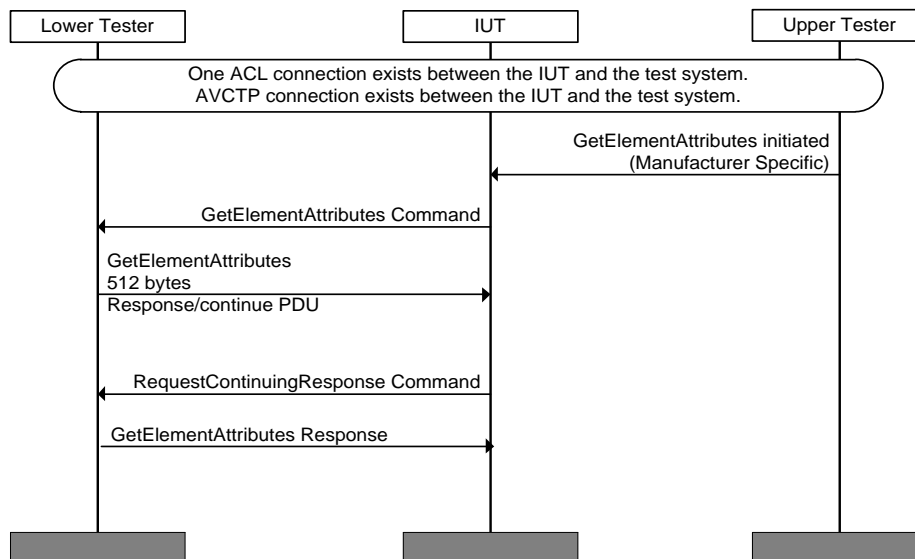 Lower Tester
IUT
Upper Tester
One ACL connection exists between the IUT and the test system.
AVCTP connection exists between the IUT and the test system.
GetElementAttributes initiated
(Manufacturer Specific)
GetElementAttributes Command
GetElementAttributes
512 bytes
Response/continue PDU
RequestContinuingResponse Command
GetElementAttributes Response